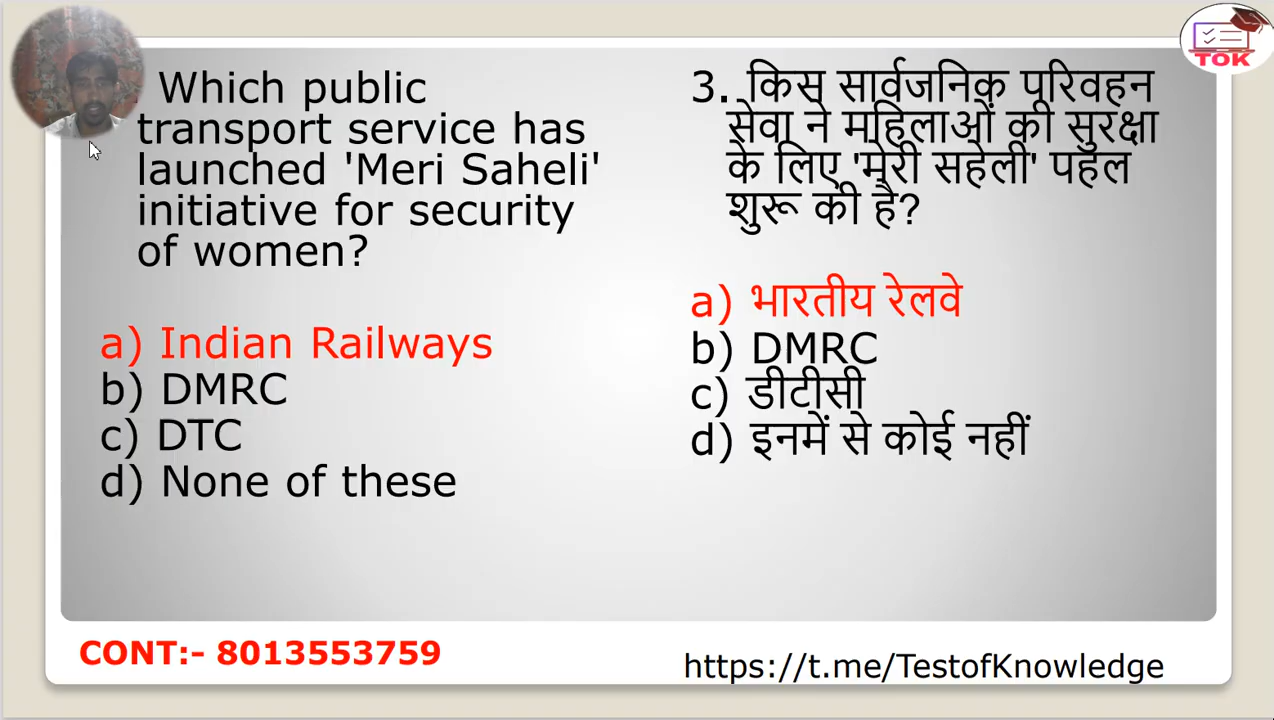 Which public
transport service has
launched 'Meri Saheli'
initiative for security
of women?
a) Indian Railways
b) DMRC
c) DTC
d) None of these
3. किस सार्वजनिक परिवहन
सेवा ने महिलाओं की सुरक्षा
के लिए 'मेरी सहेली' पहल
शुरू की है?
a) भारतीय रेलवे
b) DMRC
c) डीटीसी
d) इनमें से कोई नहीं
TOK
CONT:- 8013553759
https://t.me/TestofKnowledge